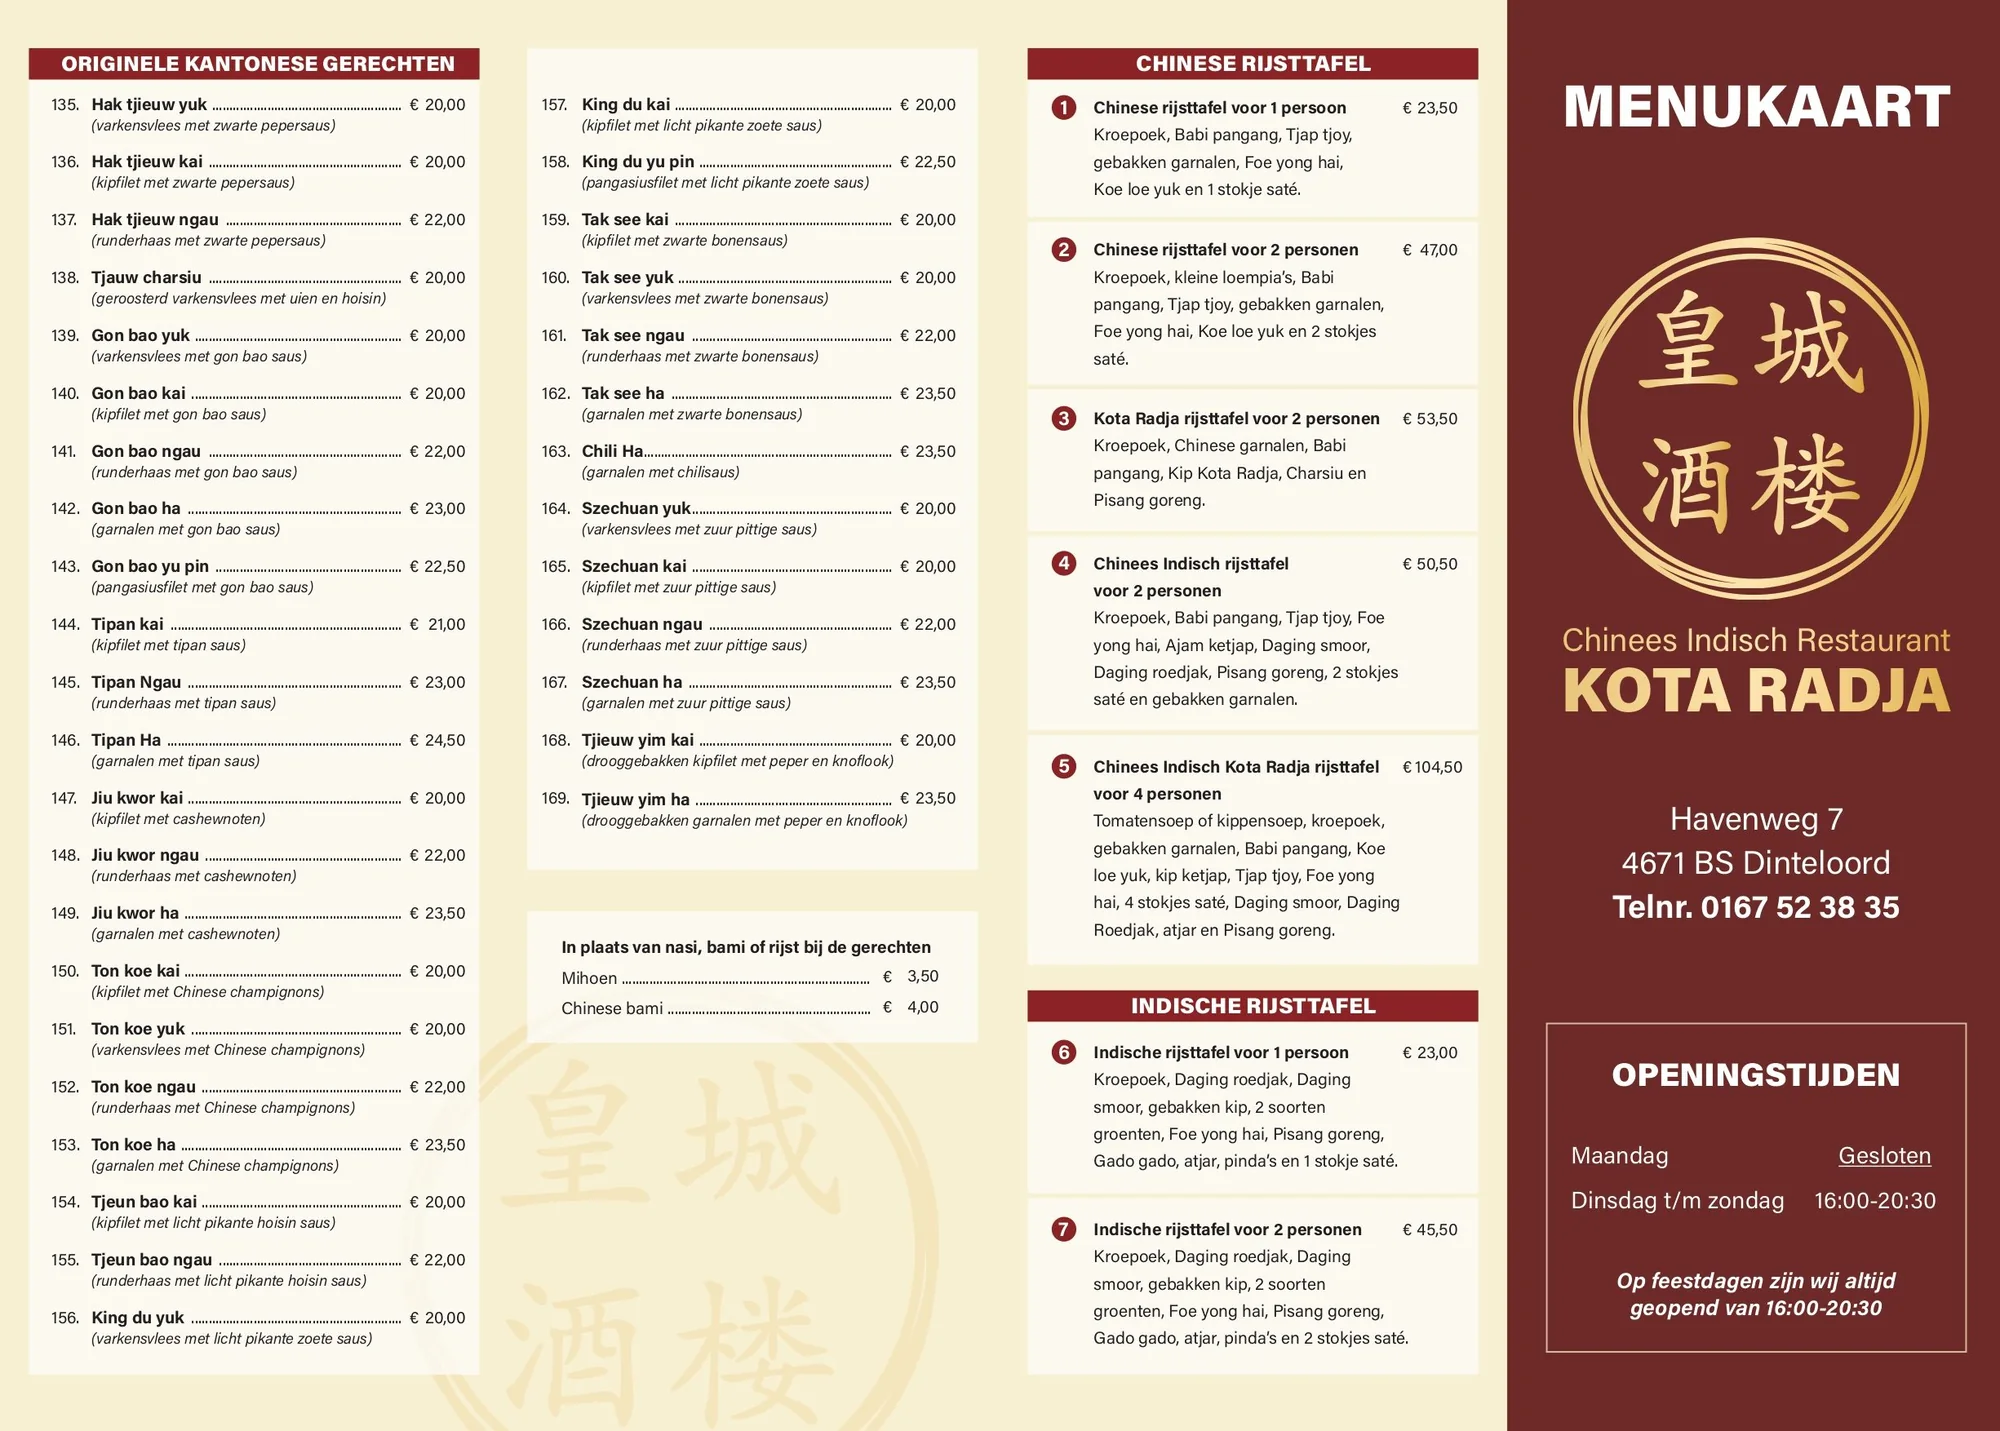 ORIGINELE KANTONESE GERECHTEN
135. Hak tjieuw yuk € 20,00
(varkensvlees met zwarte pepersaus)
136. Hak tjieuw kai € 20,00
(kipfilet met zwarte pepersaus)
137. Hak tjieuw ngau € 22,00
(runderhaas met zwarte pepersaus)
138. Tjauw charsiu € 20,00
(geroosterd varkensvlees met uien en hoisin)
139. Gon bao yuk € 20,00
(varkensvlees met gon bao saus)
140. Gon bao kai € 20,00
(kipfilet met gon bao saus)
141. Gon bao ngau € 22,00
(runderhaas met gon bao saus)
142. Gon bao ha € 23,00
(garnalen met gon bao saus)
143. Gon bao yu pin € 22,50
(pangasiusfilet met gon bao saus)
144. Tipan kai € 21,00
(kipfilet met tipan saus)
145. Tipan Ngau € 23,00
(runderhaas met tipan saus)
146. Tipan Ha € 24,50
(garnalen met tipan saus)
147. Jiu kwor kai € 20,00
(kipfilet met cashewnoten)
148. Jiu kwor ngau € 22,00
(runderhaas met cashewnoten)
149. Jiu kwor ha € 23,50
(garnalen met cashewnoten)
150. Ton koe kai € 20,00
(kipfilet met Chinese champignons)
151. Ton koe yuk € 20,00
(varkensvlees met Chinese champignons)
152. Ton koe ngau € 22,00
(runderhaas met Chinese champignons)
153. Ton koe ha € 23,50
(garnalen met Chinese champignons)
154. Tjeun bao kai € 20,00
(kipfilet met licht pikante hoisin saus)
155. Tjeun bao ngau € 22,00
(runderhaas met licht pikante hoisin saus)
156. King du yuk € 20,00
(varkensvlees met licht pikante zoete saus)
157. King du kai € 20,00
(kipfilet met licht pikante zoete saus)
158. King du yu pin € 22,50
(pangasiusfilet met licht pikante zoete saus)
159. Tak see kai € 20,00
(kipfilet met zwarte bonensaus)
160. Tak see yuk € 20,00
(varkensvlees met zwarte bonensaus)
161. Tak see ngau € 22,00
(runderhaas met zwarte bonensaus)
162. Tak see ha € 23,50
(garnalen met zwarte bonensaus)
163. Chili Ha € 23,50
(garnalen met chilisaus)
164. Szechuan yuk € 20,00
(varkensvlees met zuur pittige saus)
165. Szechuan kai € 20,00
(kipfilet met zuur pittige saus)
166. Szechuan ngau € 22,00
(runderhaas met zuur pittige saus)
167. Szechuan ha € 23,50
(garnalen met zuur pittige saus)
168. Tjieuw yim kai € 20,00
(drooggebakken kipfilet met peper en knoflook)
169. Tjieuw yim ha € 23,50
(drooggebakken garnalen met peper en knoflook)
In plaats van nasi, bami of rijst bij de gerechten
Mihoen € 3,50
Chinese bami € 4,00
皇城
酒楼
CHINESE RIJSTTAFEL
1 Chinese rijsttafel voor 1 persoon € 23,50
Kroepoek, Babi pangang, Tjap tjoy,
gebakken garnalen, Foe yong hai,
Koe loe yuk en 1 stokje saté.
2 Chinese rijsttafel voor 2 personen € 47,00
Kroepoek, kleine loempia's, Babi
pangang, Tjap tjoy, gebakken garnalen,
Foe yong hai, Koe loe yuk en 2 stokjes
saté.
3 Kota Radja rijsttafel voor 2 personen € 53,50
Kroepoek, Chinese garnalen, Babi
pangang, Kip Kota Radja, Charsiu en
Pisang goreng.
4 Chinees Indisch rijsttafel € 50,50
voor 2 personen
Kroepoek, Babi pangang, Tjap tjoy, Foe
yong hai, Ajam ketjap, Daging smoor,
Daging roedjak, Pisang goreng, 2 stokjes
saté en gebakken garnalen.
5 Chinees Indisch Kota Radja rijsttafel € 104,50
voor 4 personen
Tomatensoep of kippensoep, kroepoek,
gebakken garnalen, Babi pangang, Koe
loe yuk, kip ketjap, Tjap tjoy, Foe yong
hai, 4 stokjes saté, Daging smoor, Daging
Roedjak, atjar en Pisang goreng.
INDISCHE RIJSTTAFEL
6 Indische rijsttafel voor 1 persoon € 23,00
Kroepoek, Daging roedjak, Daging
smoor, gebakken kip, 2 soorten
groenten, Foe yong hai, Pisang goreng,
Gado gado, atjar, pinda's en 1 stokje saté.
7 Indische rijsttafel voor 2 personen € 45,50
Kroepoek, Daging roedjak, Daging
smoor, gebakken kip, 2 soorten
groenten, Foe yong hai, Pisang goreng,
Gado gado, atjar, pinda's en 2 stokjes saté.
MENUKAART
皇城
酒楼
Chinees Indisch Restaurant
KOTA RADJA
Havenweg 7
4671 BS Dinteloord
Telnr. 0167 52 38 35
OPENINGSTIJDEN
Maandag Gesloten
Dinsdag t/m zondag 16:00-20:30
Op feestdagen zijn wij altijd
geopend van 16:00-20:30